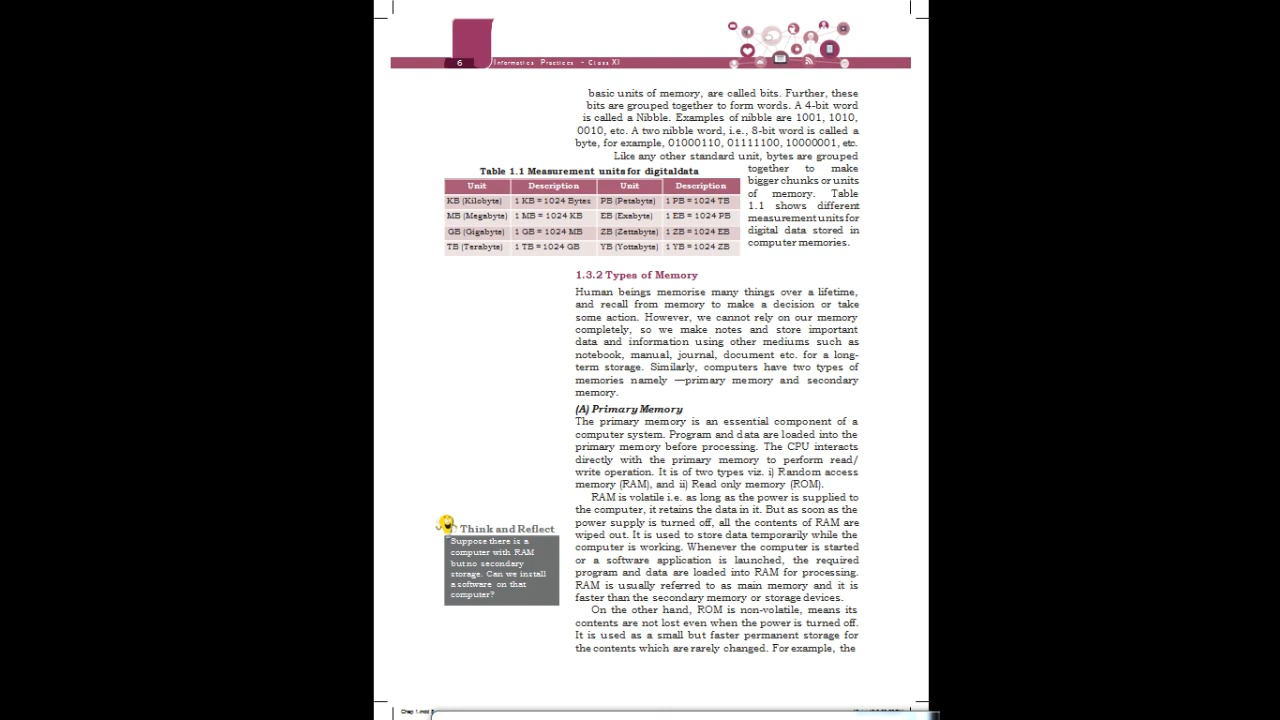 6
Informatics Practices – Class XI
basic units of memory, are called bits. Further, these
bits are grouped together to form words. A 4-bit word
is called a Nibble. Examples of nibble are 1001, 1010,
0010, etc. A two nibble word, i.e., 8-bit word is called a
byte, for example, 01000110, 01111100, 10000001, etc.
Like any other standard unit, bytes are grouped
together to make
bigger chunks or units
of memory. Table
1.1 shows different
measurement units for
digital data stored in
computer memories.
Table 1.1 Measurement units for digitaldata
Unit Description Unit Description
KB (Kilobyte) 1 KB = 1024 Bytes PB (Petabyte) 1 PB = 1024 TB
MB (Megabyte) 1 MB = 1024 KB EB (Exabyte) 1 EB = 1024 PB
GB (Gigabyte) 1 GB = 1024 MB ZB (Zettabyte) 1 ZB = 1024 EB
TB (Terabyte) 1 TB = 1024 GB YB (Yottabyte) 1 YB = 1024 ZB
1.3.2 Types of Memory
Human beings memorise many things over a lifetime,
and recall from memory to make a decision or take
some action. However, we cannot rely on our memory
completely, so we make notes and store important
data and information using other mediums such as
notebook, manual, journal, document etc. for a long-
term storage. Similarly, computers have two types of
memories namely —primary memory and secondary
memory.
(A) Primary Memory
The primary memory is an essential component of a
computer system. Program and data are loaded into the
primary memory before processing. The CPU interacts
directly with the primary memory to perform read/
write operation. It is of two types viz. i) Random access
memory (RAM), and ii) Read only memory (ROM).
RAM is volatile i.e. as long as the power is supplied to
the computer, it retains the data in it. But as soon as the
power supply is turned off, all the contents of RAM are
wiped out. It is used to store data temporarily while the
computer is working. Whenever the computer is started
or a software application is launched, the required
program and data are loaded into RAM for processing.
RAM is usually referred to as main memory and it is
faster than the secondary memory or storage devices.
On the other hand, ROM is non-volatile, means its
contents are not lost even when the power is turned off.
It is used as a small but faster permanent storage for
the contents which are rarely changed. For example, the
Think and Reflect
Suppose there is a
computer with RAM
but no secondary
storage. Can we install
a software on that
computer?